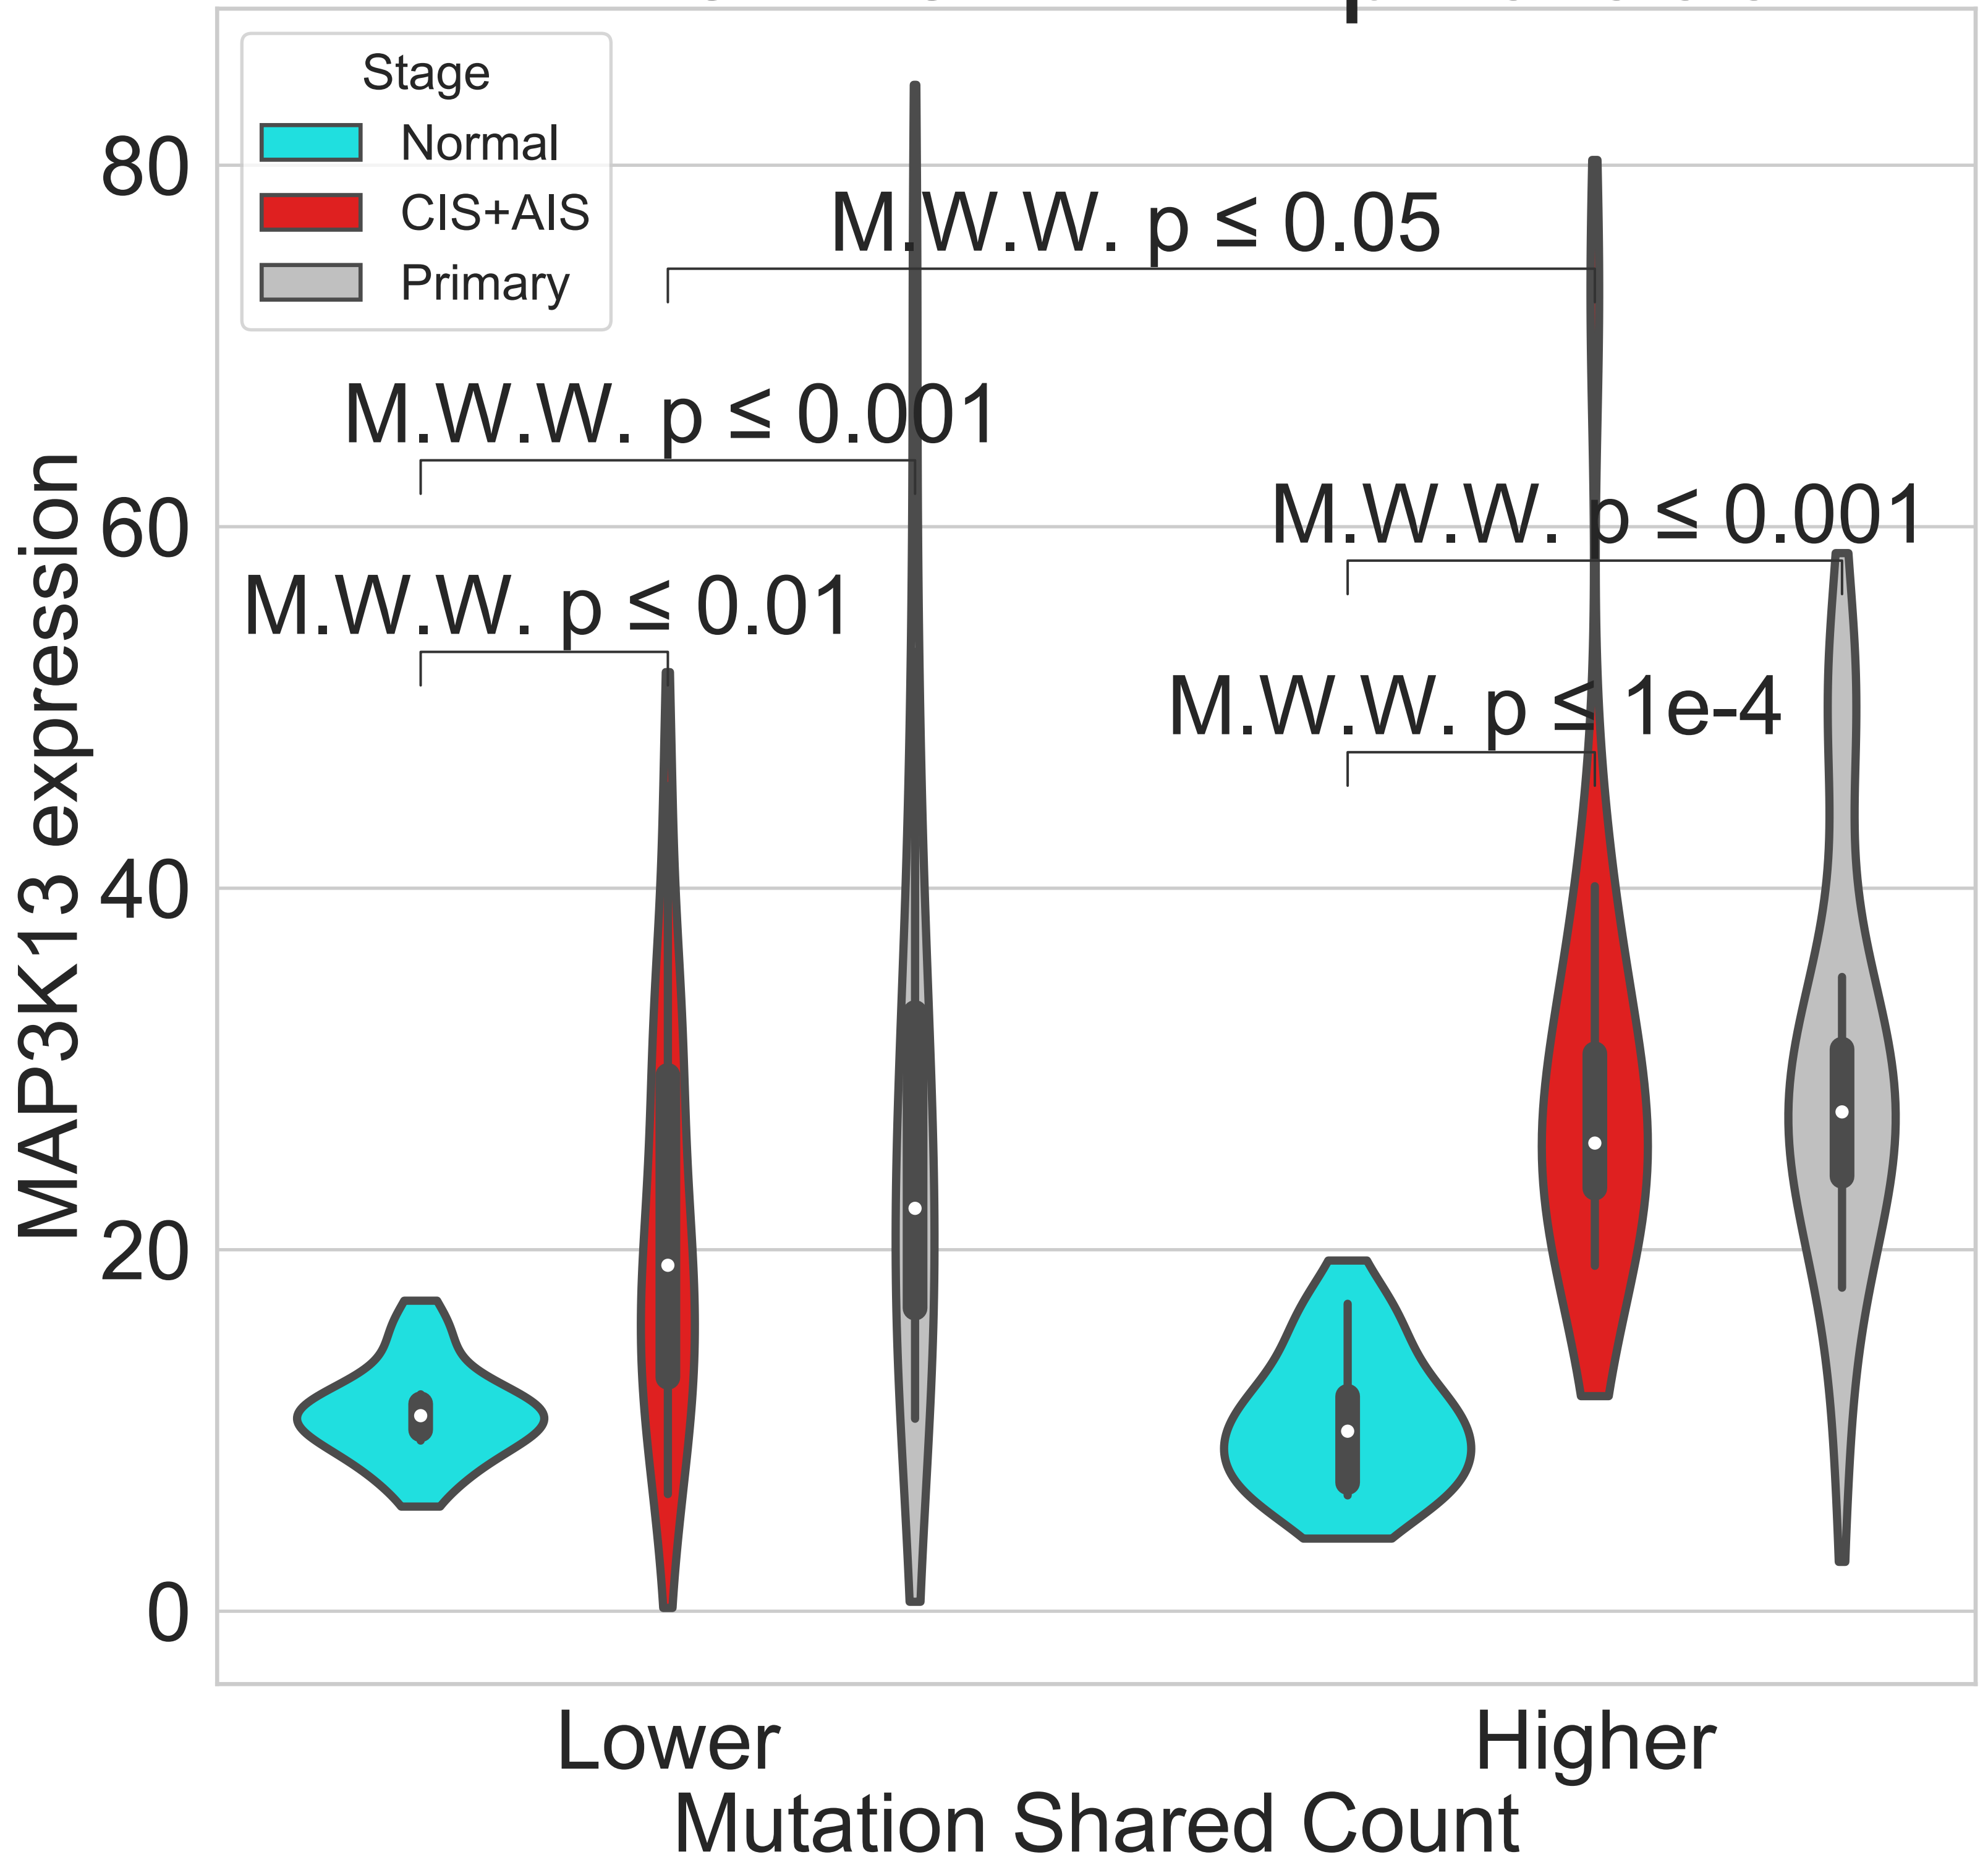 Stage
Normal
CIS+AIS
Primary
80
60
40
20
0
MAP3K13 expression
M.W.W. p ≤ 0.05
M.W.W. p ≤ 0.001
M.W.W. p ≤ 0.001
M.W.W. p ≤ 0.01
M.W.W. p ≤ 1e-4
Lower
Higher
Mutation Shared Count